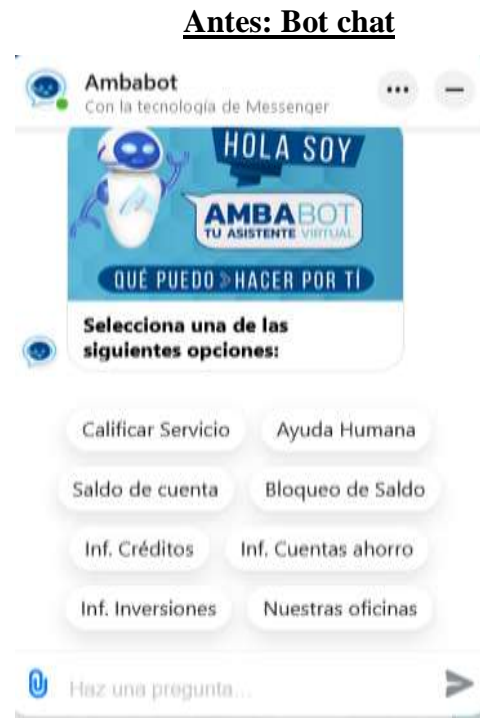 Antes: Bot chat
Ambabot
Con la tecnología de Messenger
HOLA SOY
AMBABOT
TU ASISTENTE VIRTUAL
QUÉ PUEDO » HACER POR TÍ
Selecciona una de las
siguientes opciones:
Calificar Servicio Ayuda Humana
Saldo de cuenta Bloqueo de Saldo
Inf. Créditos Inf. Cuentas ahorro
Inf. Inversiones Nuestras oficinas
Haz una pregunta...